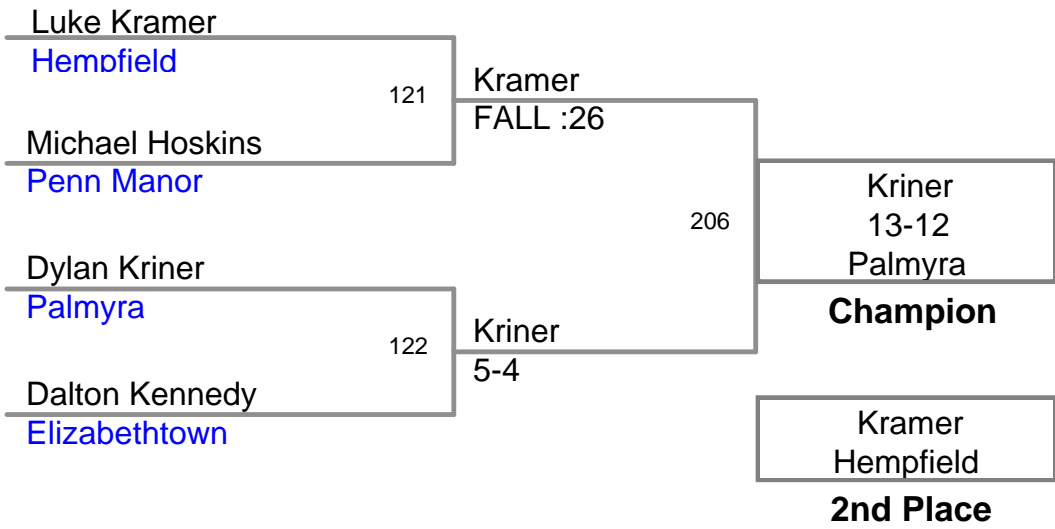 Luke Kramer
Hempfield
121
Kramer
FALL :26
Michael Hoskins
Penn Manor
206
Kriner
13-12
Palmyra
Champion
Dylan Kriner
Palmyra
122
Kriner
5-4
Dalton Kennedy
Elizabethtown
Kramer
Hempfield
2nd Place